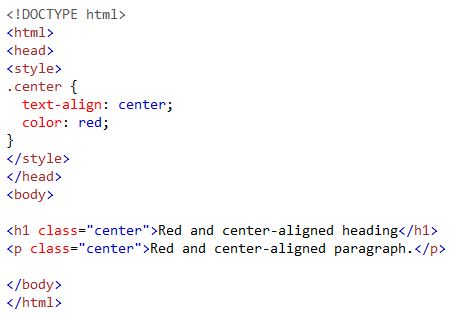 <!DOCTYPE html>
<html>
<head>
<style>
.center {
  text-align: center;
  color: red;
}
</style>
</head>
<body>

<h1 class="center">Red and center-aligned heading</h1>
<p class="center">Red and center-aligned paragraph.</p>

</body>
</html>